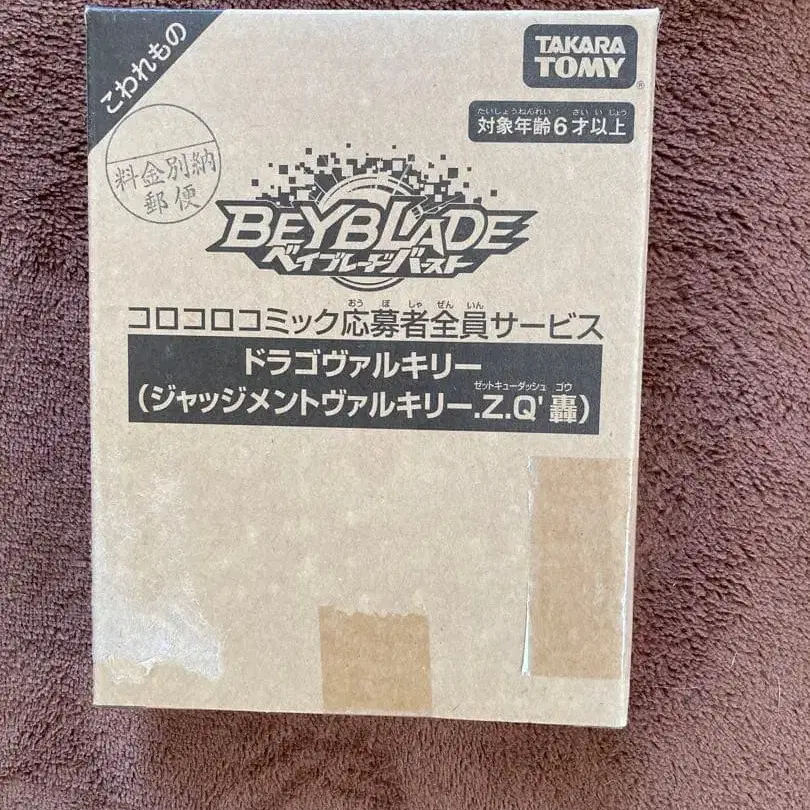 こわれもの
TAKARA
TOMY
®
たいしょうねんれい さいいじょう
対象年齢6才以上
料金別納
郵便
BEYBLADE
ベイブレードバースト
おうぼしゃぜんいん
コロコロコミック応募者全員サービス
ドラゴヴァルキリー
ゼットキューダッシュ ゴウ
(ジャッジメントヴァルキリー.Z.Q' 轟)